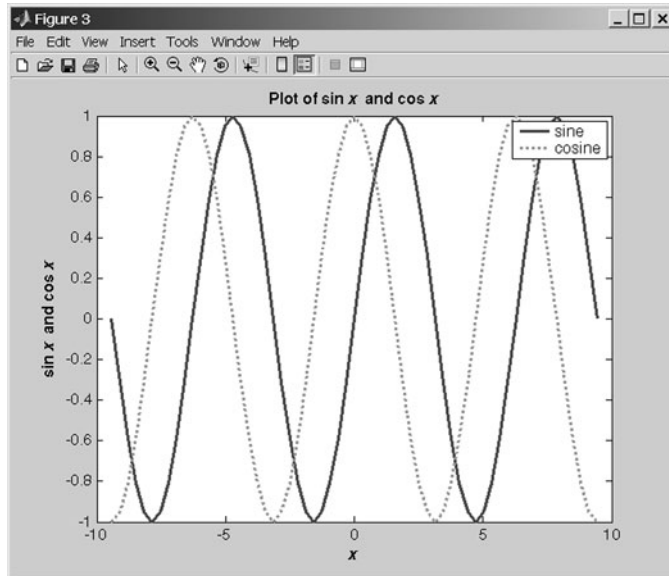 Figure 3
File Edit View Insert Tools Window Help
Plot of sin x and cos x
sine
cosine
sin x and cos x
1
0.8
0.6
0.4
0.2
0
-0.2
-0.4
-0.6
-0.8
-1
-10 -5 0 5 10
x